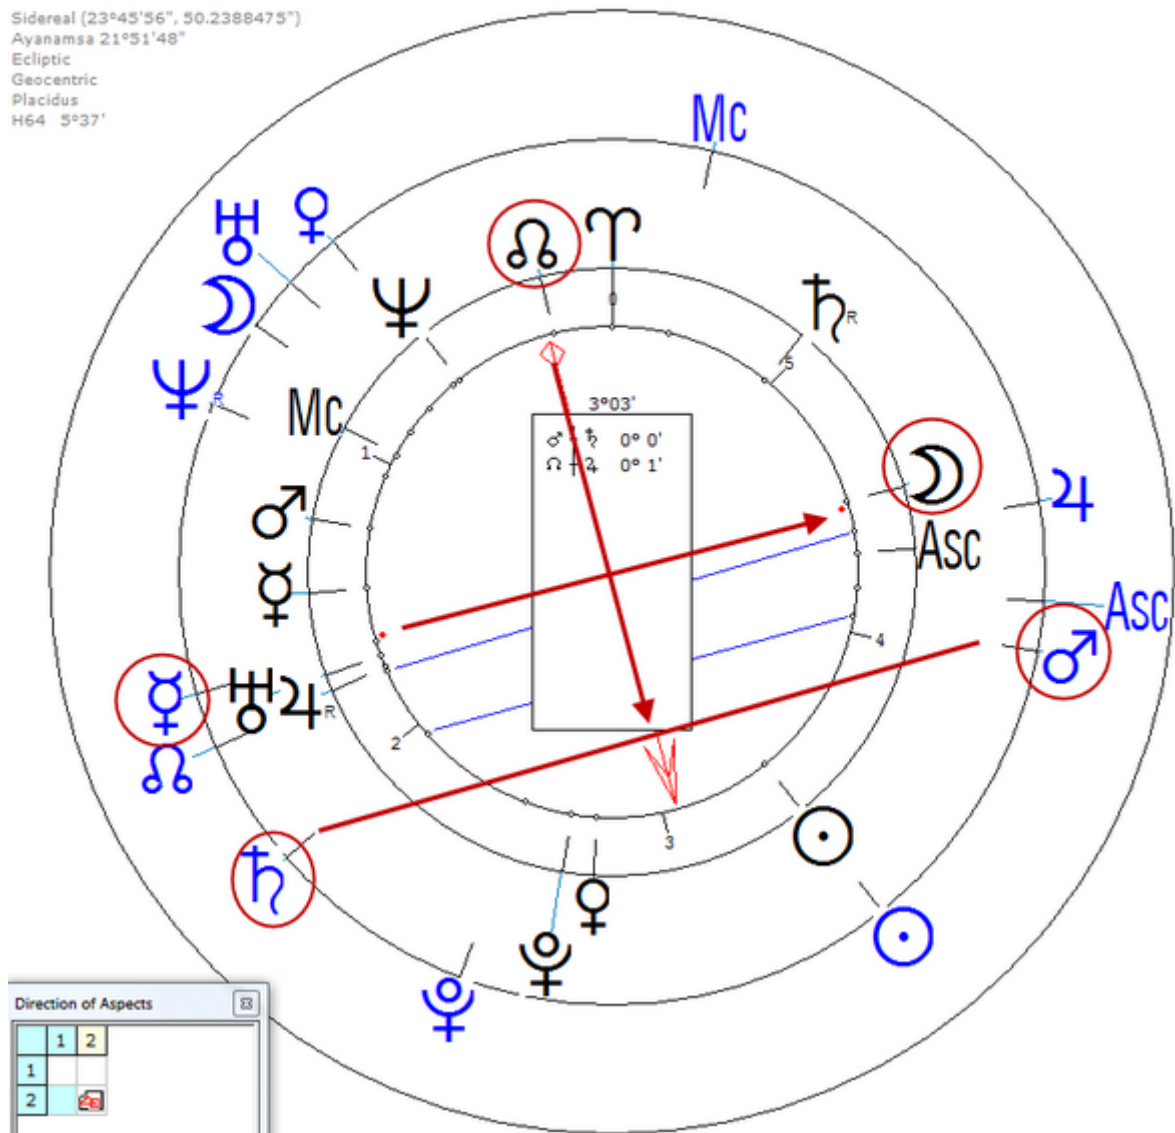 Sidereal (23°45'56", 50.2388475")
Ayanamsa 21°51'48"
Ecliptic
Geocentric
Placidus
H64 5°37'
Mc
♅ ♀
☊ ♈
☽
♆
♄R
♆R
Mc
0
5
3°03'
♂ ┼ ♄ 0° 0'
☊ ┼ ♃ 0° 1'
1
☽
♃
♂
Asc
☿
Asc
4
♂
☿ ♅ ♃R
2
☊
3
☉
♄
♀
☉
♇
♇
Direction of Aspects
1 2
1
2